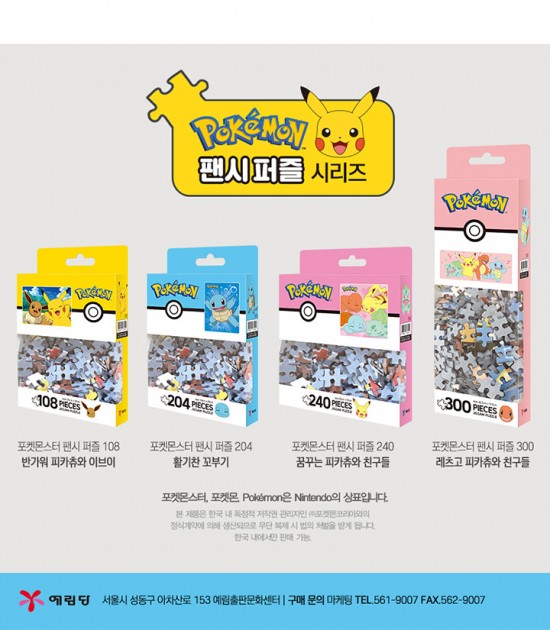 POKéMON
팬시퍼즐 시리즈
POKéMON
108 PIECES
JIGSAW PUZZLE
POKéMON
204 PIECES
JIGSAW PUZZLE
POKéMON
240 PIECES
JIGSAW PUZZLE
POKéMON
300 PIECES
JIGSAW PUZZLE
포켓몬스터 팬시 퍼즐 108
반가워 피카츄와 이브이
포켓몬스터 팬시 퍼즐 204
활기찬 꼬부기
포켓몬스터 팬시 퍼즐 240
꿈꾸는 피카츄와 친구들
포켓몬스터 팬시 퍼즐 300
레츠고 피카츄와 친구들
포켓몬스터, 포켓몬, Pokémon은 Nintendo의 상표입니다.
본 제품은 한국 내 독점적 저작권 관리자인 ㈜포켓몬코리아와의
정식계약에 의해 생산되므로 무단 복제 시 법의 처벌을 받게 됩니다.
한국 내에서만 판매 가능.
예림당 서울시 성동구 아차산로 153 예림출판문화센터 | 구매 문의 마케팅 TEL.561-9007 FAX.562-9007